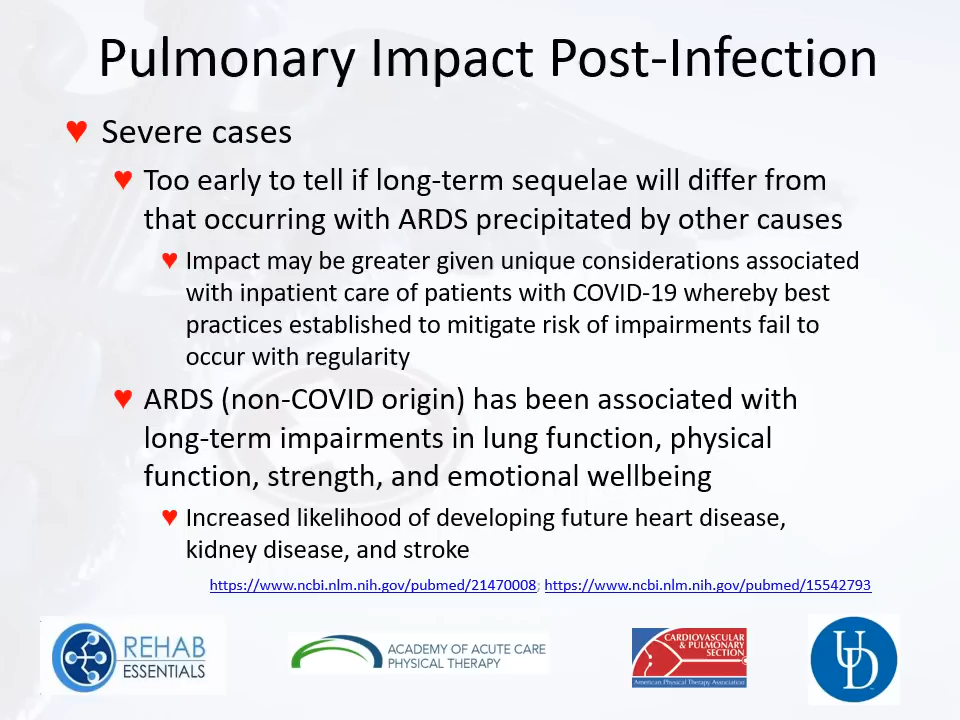 Pulmonary Impact Post-Infection
♥ Severe cases
♥ Too early to tell if long-term sequelae will differ from
that occurring with ARDS precipitated by other causes
♥ Impact may be greater given unique considerations associated
with inpatient care of patients with COVID-19 whereby best
practices established to mitigate risk of impairments fail to
occur with regularity
♥ ARDS (non-COVID origin) has been associated with
long-term impairments in lung function, physical
function, strength, and emotional wellbeing
♥ Increased likelihood of developing future heart disease,
kidney disease, and stroke
https://www.ncbi.nlm.nih.gov/pubmed/21470008; https://www.ncbi.nlm.nih.gov/pubmed/15542793
REHAB
ESSENTIALS
ACADEMY OF ACUTE CARE
PHYSICAL THERAPY
CARDIOVASCULAR
& PULMONARY
SECTION
American Physical Therapy Association
UD